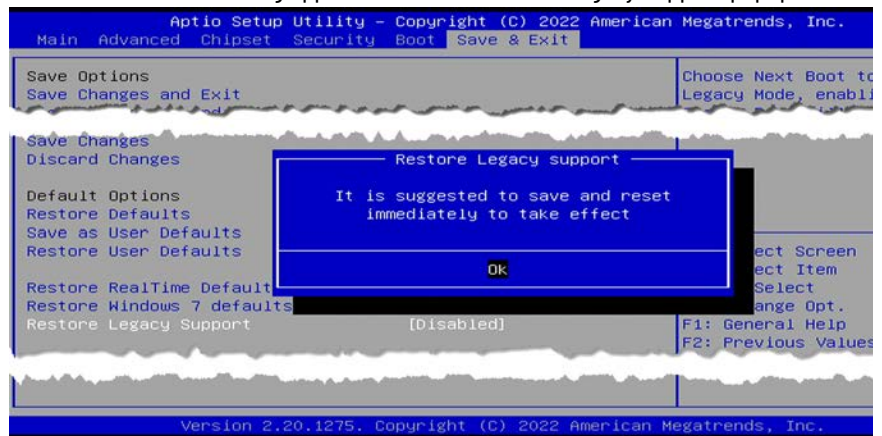 Aptio Setup Utility – Copyright (C) 2022 American Megatrends, Inc.
Main Advanced Chipset Security Boot Save & Exit
Save Options
Save Changes and Exit
Choose Next Boot to
Legacy Mode, enabli
Save Changes
Discard Changes
Restore Legacy support
It is suggested to save and reset
immediately to take effect
Ok
Default Options
Restore Defaults
Save as User Defaults
Restore User Defaults
Restore RealTime Default
Restore Windows 7 defaults
Restore Legacy Support [Disabled]
ect Screen
ect Item
Select
ange Opt.
F1: General Help
F2: Previous Values
Version 2.20.1275. Copyright (C) 2022 American Megatrends, Inc.